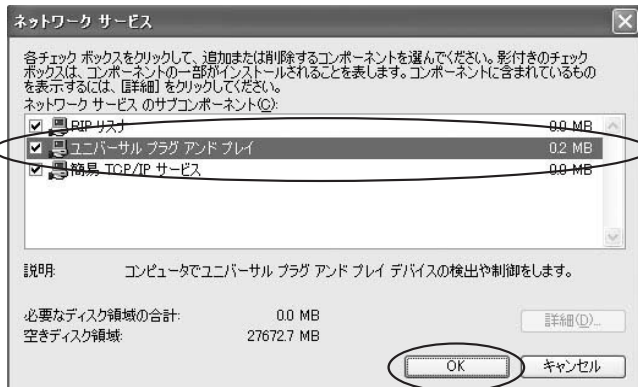 ネットワーク サービス
各チェック ボックスをクリックして、追加または削除するコンポーネントを選んでください。影付きのチェック
ボックスは、コンポーネントの一部がインストールされることを表します。コンポーネントに含まれているもの
を表示するには、[詳細] をクリックしてください。
ネットワーク サービス のサブコンポーネント(C):
RIP リスナ 0.0 MB
ユニバーサル プラグ アンド プレイ 0.2 MB
簡易 TCP/IP サービス 0.0 MB
説明: コンピュータでユニバーサル プラグ アンド プレイ デバイスの検出や制御をします。
必要なディスク領域の合計: 0.0 MB
空きディスク領域: 27672.7 MB
詳細(D)...
OK
キャンセル